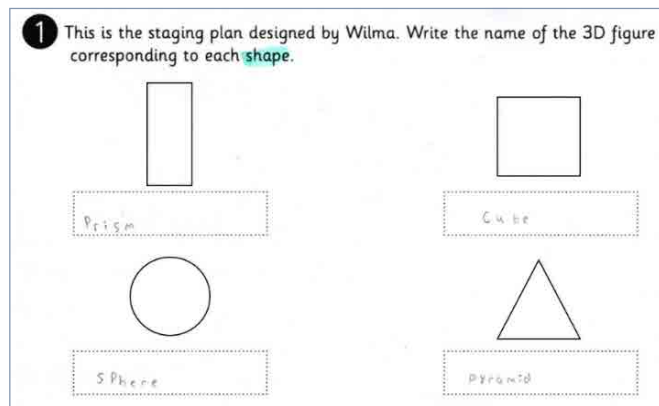 1 This is the staging plan designed by Wilma. Write the name of the 3D figure
corresponding to each shape.
Prism
Cube
SPhere
pyramid